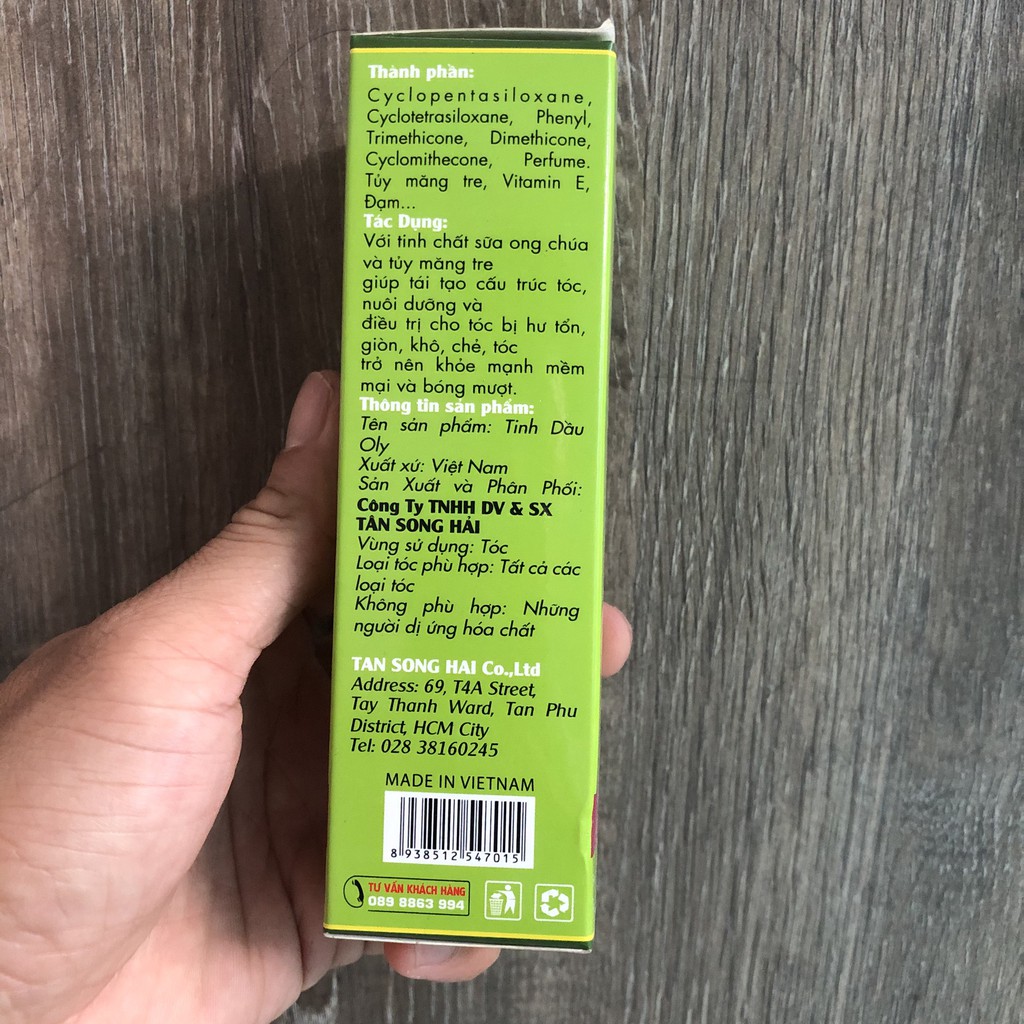 Thành phần:
Cyclopentasiloxane,
Cyclotetrasiloxane, Phenyl,
Trimethicone, Dimethicone,
Cyclomithecone, Perfume.
Tủy măng tre, Vitamin E,
Đạm...
Tác Dụng:
Với tinh chất sữa ong chúa
và tủy măng tre
giúp tái tạo cấu trúc tóc,
nuôi dưỡng và
điều trị cho tóc bị hư tổn,
giòn, khô, chẻ, tóc
trở nên khỏe mạnh mềm
mại và bóng mượt.
Thông tin sản phẩm:
Tên sản phẩm: Tinh Dầu
Oly
Xuất xứ: Việt Nam
Sản Xuất và Phân Phối:
Công Ty TNHH DV & SX
TÂN SONG HẢI
Vùng sử dụng: Tóc
Loại tóc phù hợp: Tất cả các
loại tóc
Không phù hợp: Những
người dị ứng hóa chất
TAN SONG HAI Co.,Ltd
Address: 69, T4A Street,
Tay Thanh Ward, Tan Phu
District, HCM City
Tel: 028 38160245
MADE IN VIETNAM
8 938512 547015
TƯ VẤN KHÁCH HÀNG
089 8863 994